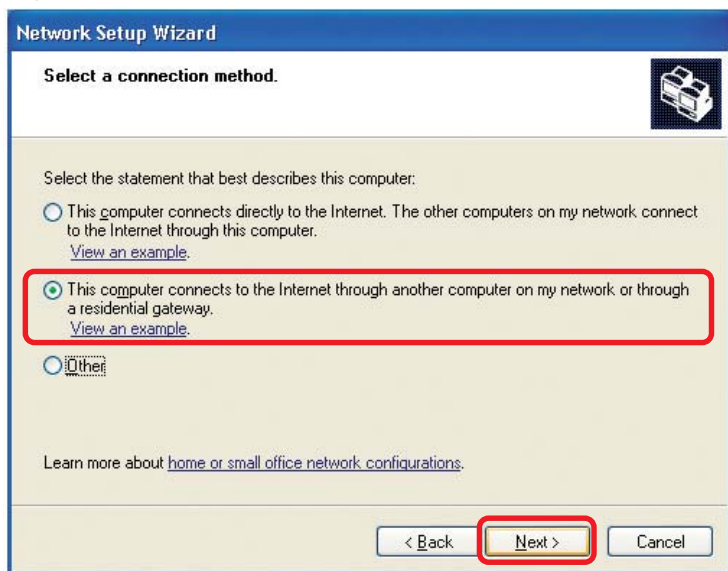 Network Setup Wizard
Select a connection method.
Select the statement that best describes this computer:
This computer connects directly to the Internet. The other computers on my network connect
to the Internet through this computer.
View an example.
This computer connects to the Internet through another computer on my network or through
a residential gateway.
View an example.
Other
Learn more about home or small office network configurations.
< Back Next > Cancel